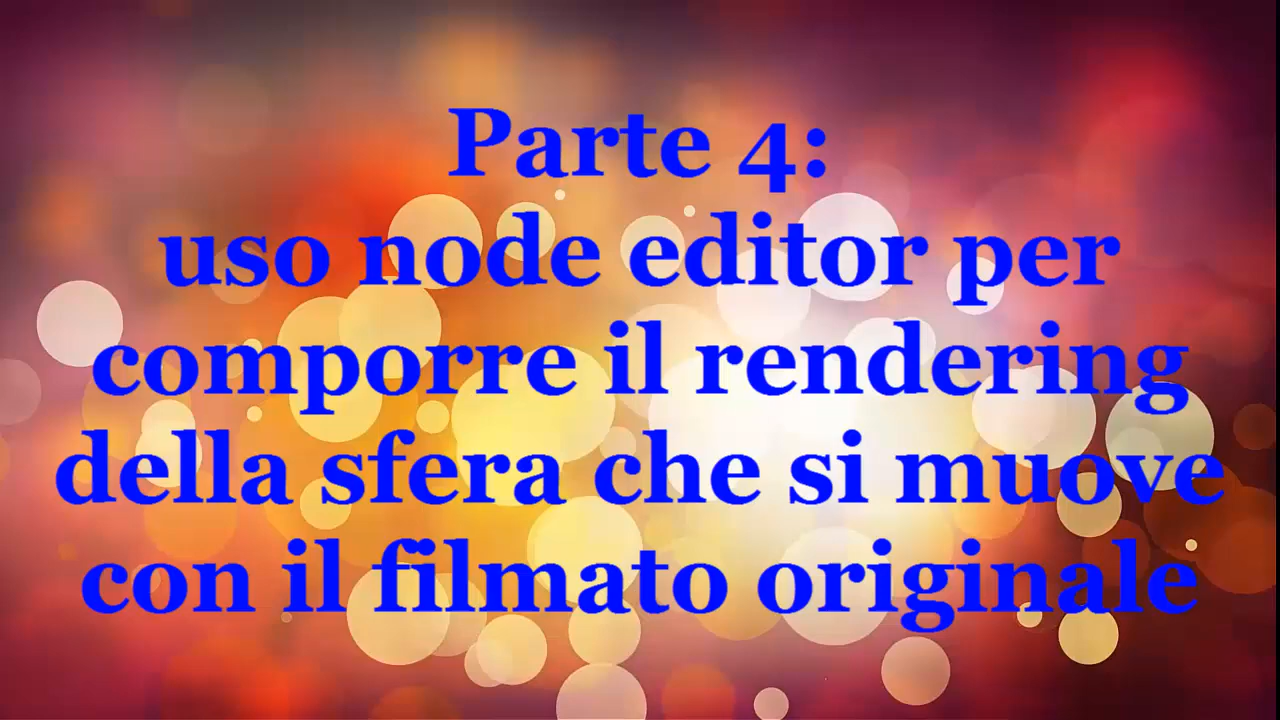 Parte 4:
uso node editor per
comporre il rendering
della sfera che si muove
con il filmato originale